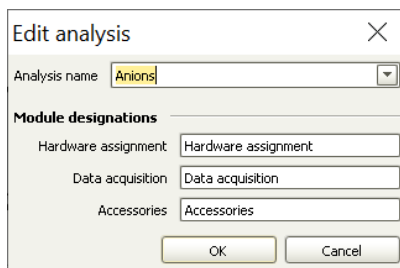 Edit analysis
Analysis name Anions
Module designations
Hardware assignment Hardware assignment
Data acquisition Data acquisition
Accessories Accessories
OK Cancel